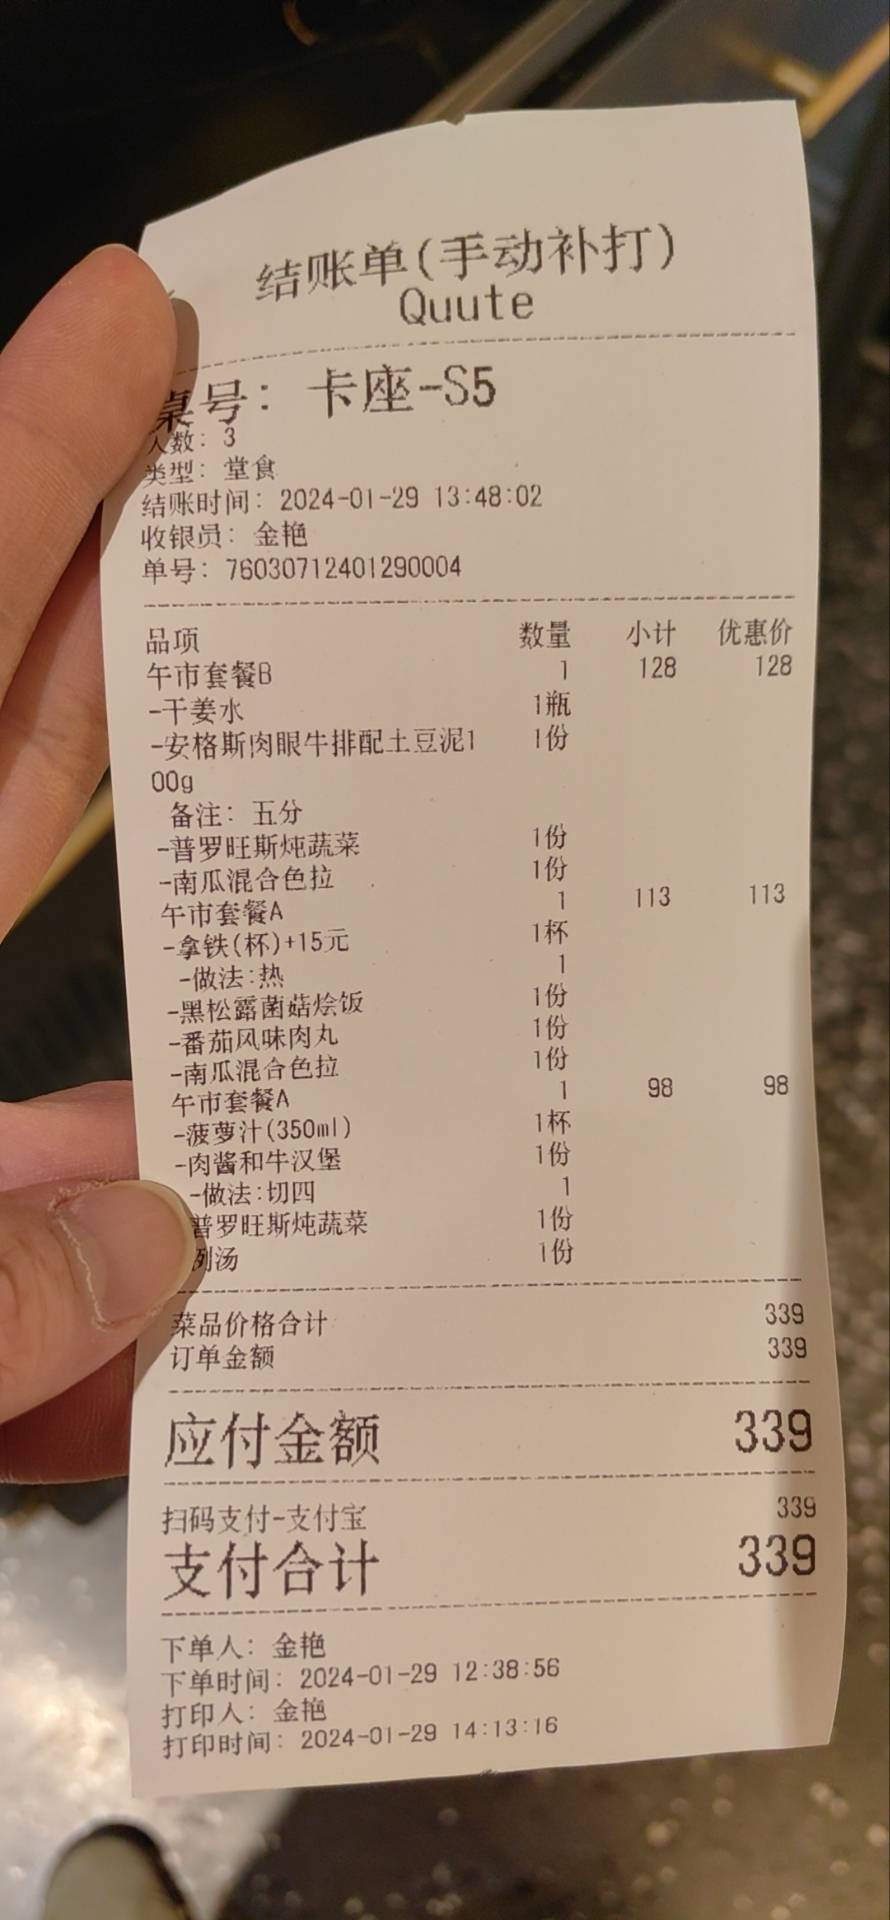 结账单(手动补打)
Quute
桌号: 卡座-S5
人数: 3
类型: 堂食
结账时间: 2024-01-29 13:48:02
收银员: 金艳
单号: 76030712401290004
品项 数量 小计 优惠价
午市套餐B 1 128 128
-干姜水 1瓶
-安格斯肉眼牛排配土豆泥1 1份
00g
备注: 五分
-普罗旺斯炖蔬菜 1份
-南瓜混合色拉 1份
午市套餐A 1 113 113
-拿铁(杯)+15元 1杯
-做法:热 1
-黑松露菌菇烩饭 1份
-番茄风味肉丸 1份
-南瓜混合色拉 1份
午市套餐A 1 98 98
-菠萝汁(350ml) 1杯
-肉酱和牛汉堡 1份
-做法:切四 1
普罗旺斯炖蔬菜 1份
例汤 1份
菜品价格合计 339
订单金额 339
应付金额 339
扫码支付-支付宝 339
支付合计 339
下单人: 金艳
下单时间: 2024-01-29 12:38:56
打印人: 金艳
打印时间: 2024-01-29 14:13:16